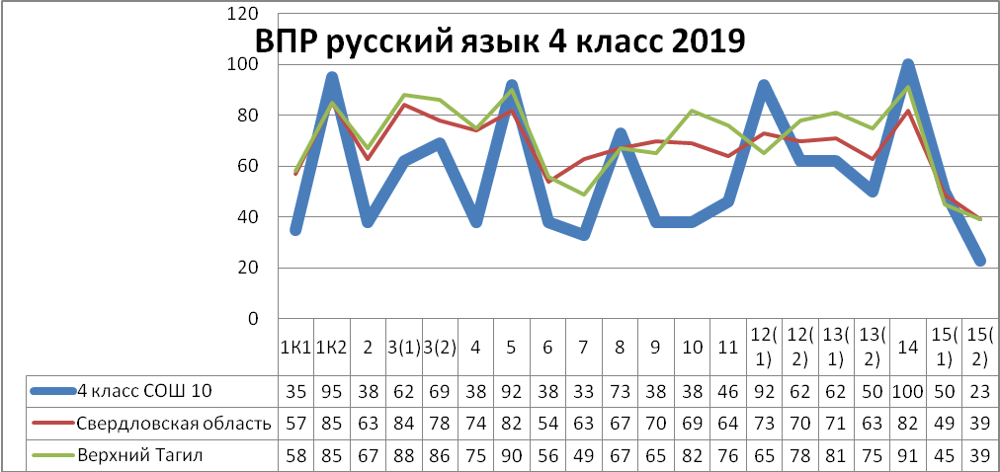 ВПР русский язык 4 класс 2019
120
100
80
60
40
20
0
1К1 1К2 2 3(1) 3(2) 4 5 6 7 8 9 10 11 12(1) 12(2) 13(1) 13(2) 14 15(1) 15(2)
4 класс СОШ 10 35 95 38 62 69 38 92 38 33 73 38 38 46 92 62 62 50 100 50 23
Свердловская область 57 85 63 84 78 74 82 54 63 67 70 69 64 73 70 71 63 82 49 39
Верхний Тагил 58 85 67 88 86 75 90 56 49 67 65 82 76 65 78 81 75 91 45 39